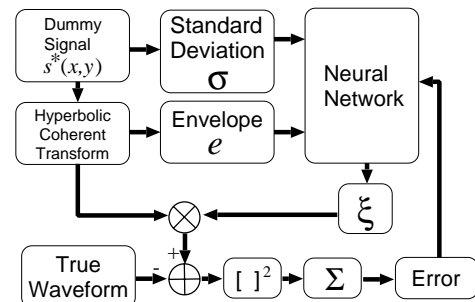 Dummy
Signal
s*(x,y)
Standard
Deviation
σ
Neural
Network
Hyperbolic
Coherent
Transform
Envelope
e
ξ
+
-
True
Waveform
[ ]²
Σ
Error